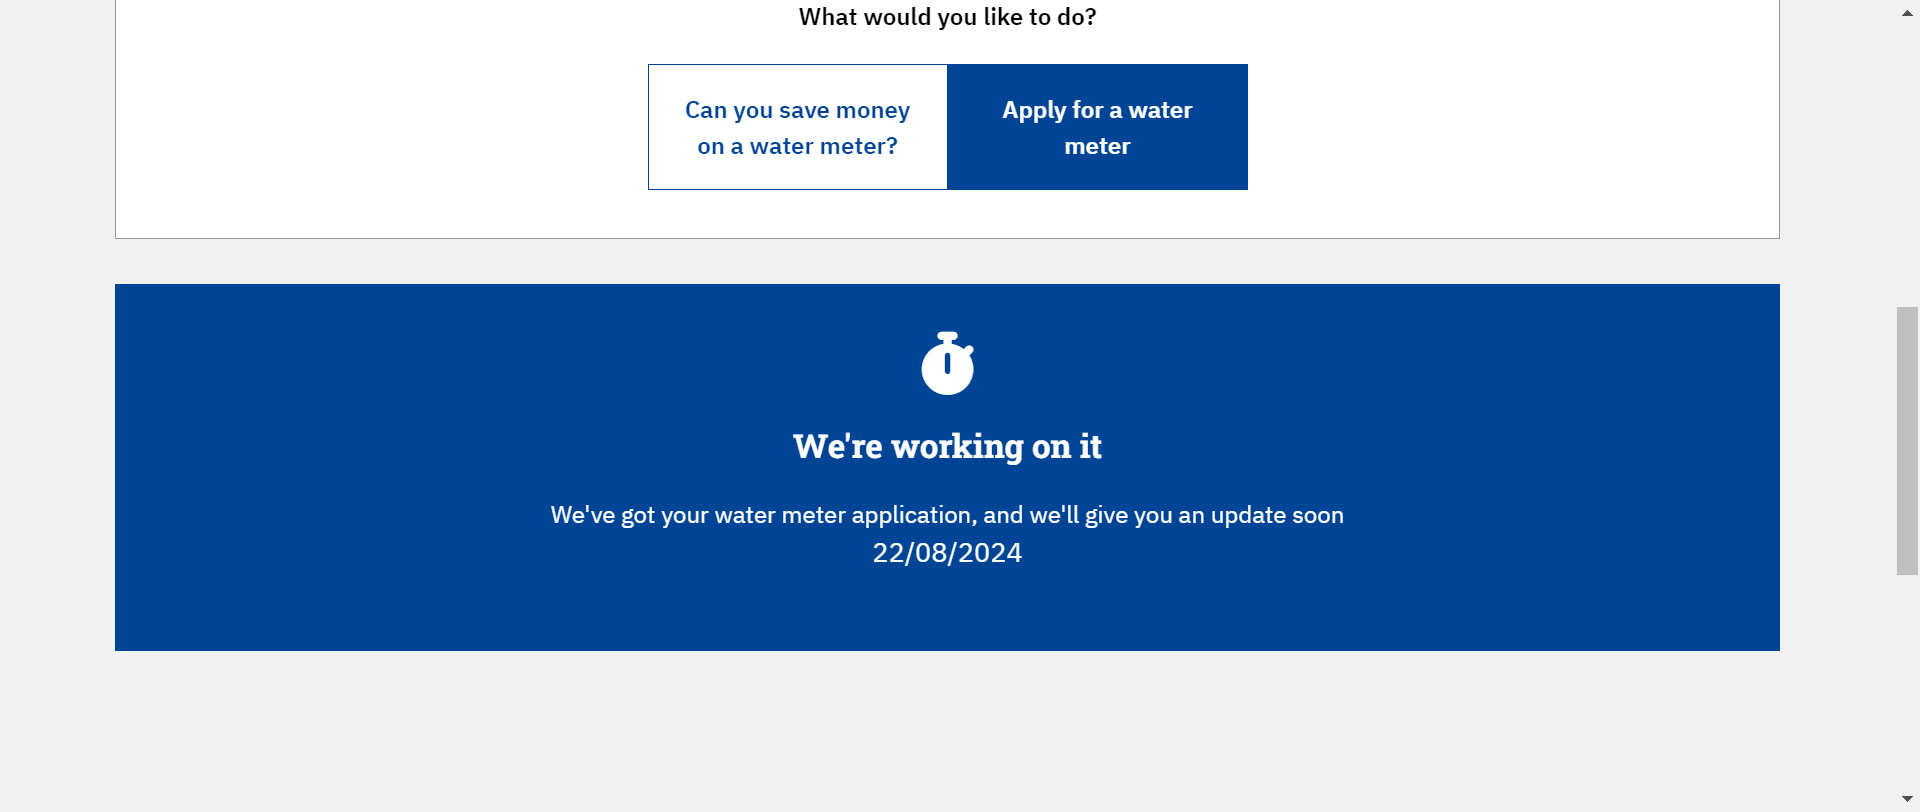 What would you like to do?
Can you save money
on a water meter?
Apply for a water
meter
We're working on it
We've got your water meter application, and we'll give you an update soon
22/08/2024